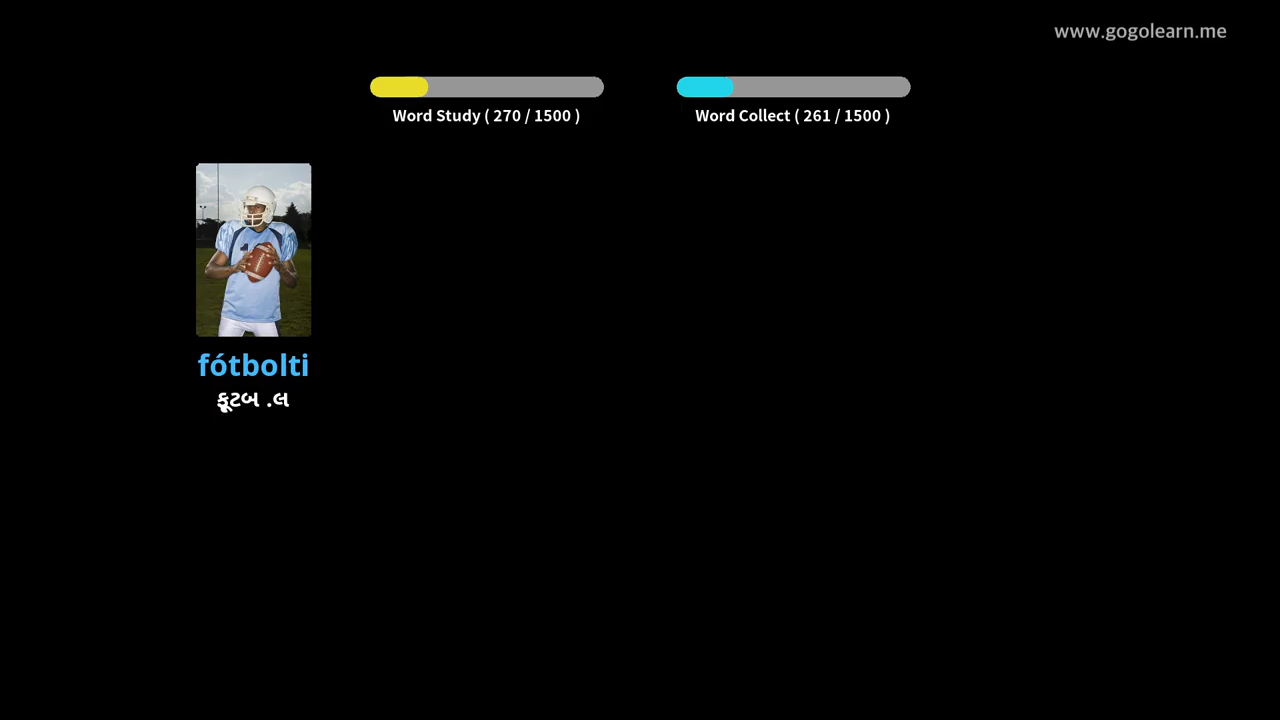 www.gogolearn.me
Word Study ( 270 / 1500 )
Word Collect ( 261 / 1500 )
fótbolti
ફૂટબ .લ